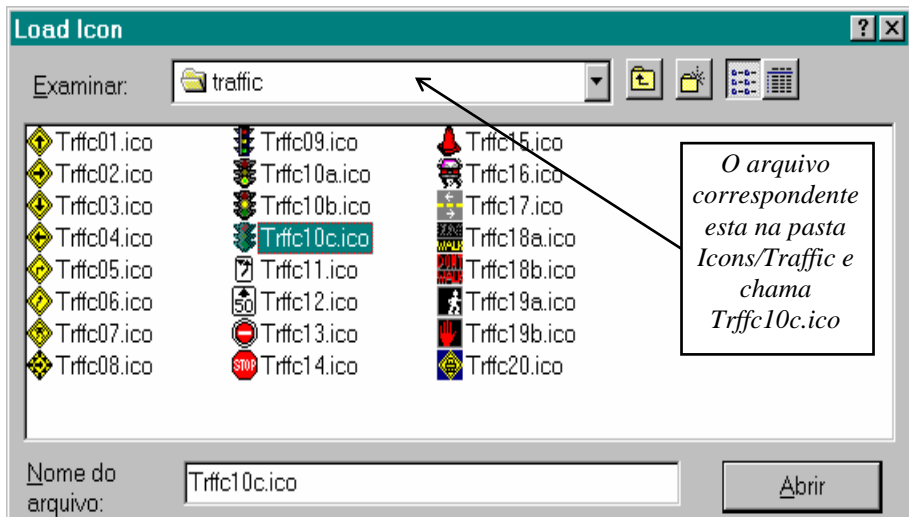 Load Icon
Examinar:
traffic
Trffc01.ico
Trffc02.ico
Trffc03.ico
Trffc04.ico
Trffc05.ico
Trffc06.ico
Trffc07.ico
Trffc08.ico
Trffc09.ico
Trffc10a.ico
Trffc10b.ico
Trffc10c.ico
Trffc11.ico
50 Trffc12.ico
Trffc13.ico
STOP Trffc14.ico
Trffc15.ico
Trffc16.ico
Trffc17.ico
WALK Trffc18a.ico
Trffc18b.ico
Trffc19a.ico
Trffc19b.ico
Trffc20.ico
O arquivo
correspondente
esta na pasta
Icons/Traffic e
chama
Trffc10c.ico
Nome do
arquivo:
Trffc10c.ico
Abrir